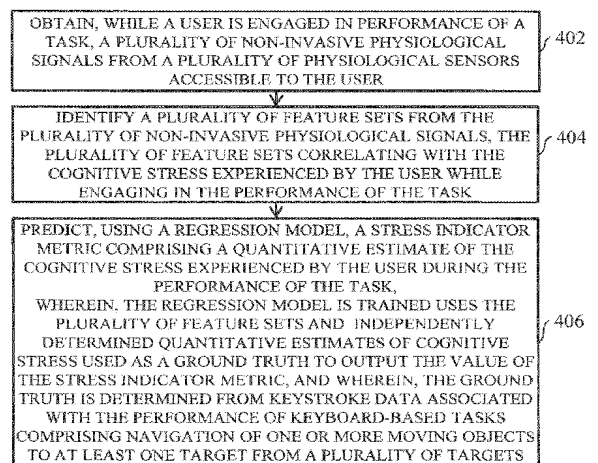 OBTAIN, WHILE A USER IS ENGAGED IN PERFORMANCE OF A
TASK, A PLURALITY OF NON-INVASIVE PHYSIOLOGICAL
SIGNALS FROM A PLURALITY OF PHYSIOLOGICAL SENSORS
ACCESSIBLE TO THE USER
402
IDENTIFY A PLURALITY OF FEATURE SETS FROM THE
PLURALITY OF NON-INVASIVE PHYSIOLOGICAL SIGNALS, THE
PLURALITY OF FEATURE SETS CORRELATING WITH THE
COGNITIVE STRESS EXPERIENCED BY THE USER WHILE
ENGAGING IN THE PERFORMANCE OF THE TASK
404
PREDICT, USING A REGRESSION MODEL, A STRESS INDICATOR
METRIC COMPRISING A QUANTITATIVE ESTIMATE OF THE
COGNITIVE STRESS EXPERIENCED BY THE USER DURING THE
PERFORMANCE OF THE TASK,
WHEREIN, THE REGRESSION MODEL IS TRAINED USES THE
PLURALITY OF FEATURE SETS AND INDEPENDENTLY
DETERMINED QUANTITATIVE ESTIMATES OF COGNITIVE
STRESS USED AS A GROUND TRUTH TO OUTPUT THE VALUE OF
THE STRESS INDICATOR METRIC, AND WHEREIN, THE GROUND
TRUTH IS DETERMINED FROM KEYSTROKE DATA ASSOCIATED
WITH THE PERFORMANCE OF KEYBOARD-BASED TASKS
COMPRISING NAVIGATION OF ONE OR MORE MOVING OBJECTS
TO AT LEAST ONE TARGET FROM A PLURALITY OF TARGETS
406